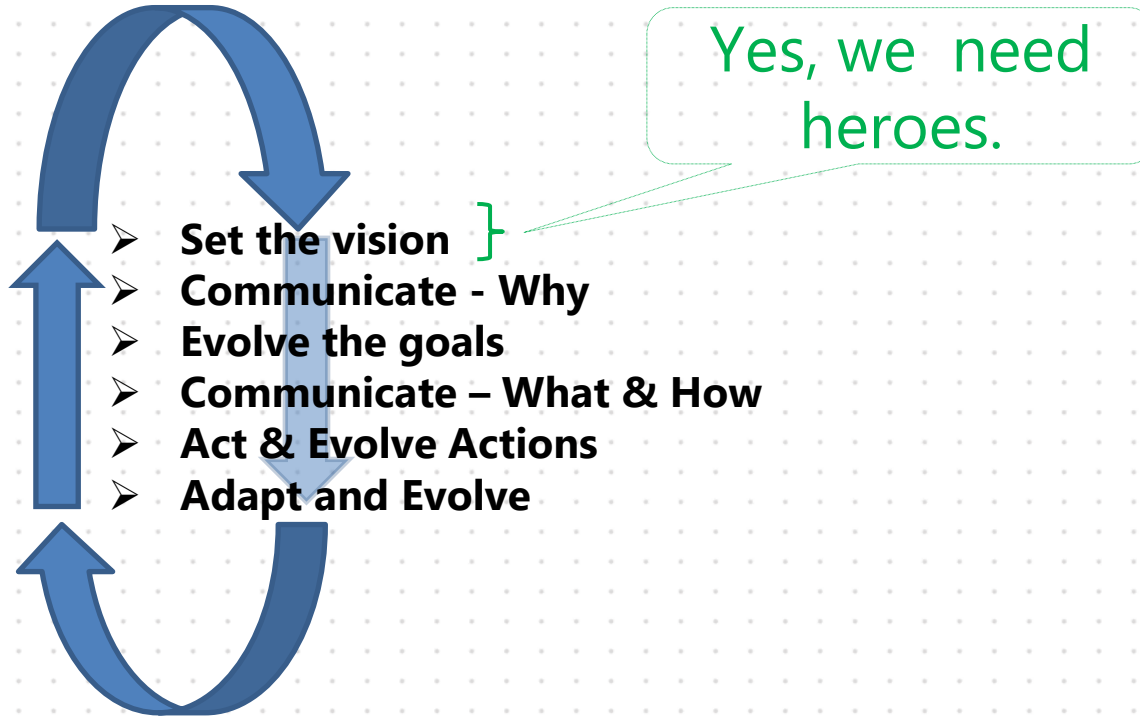 Yes, we need
heroes.
Set the vision
Communicate - Why
Evolve the goals
Communicate – What & How
Act & Evolve Actions
Adapt and Evolve